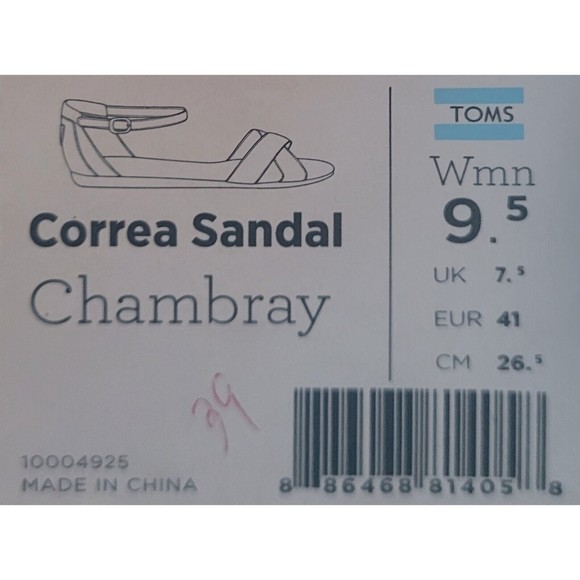 Correa Sandal
Chambray
39
10004925
MADE IN CHINA
TOMS
Wmn
9.5
UK 7.5
EUR 41
CM 26.5
8 86468 81405 8